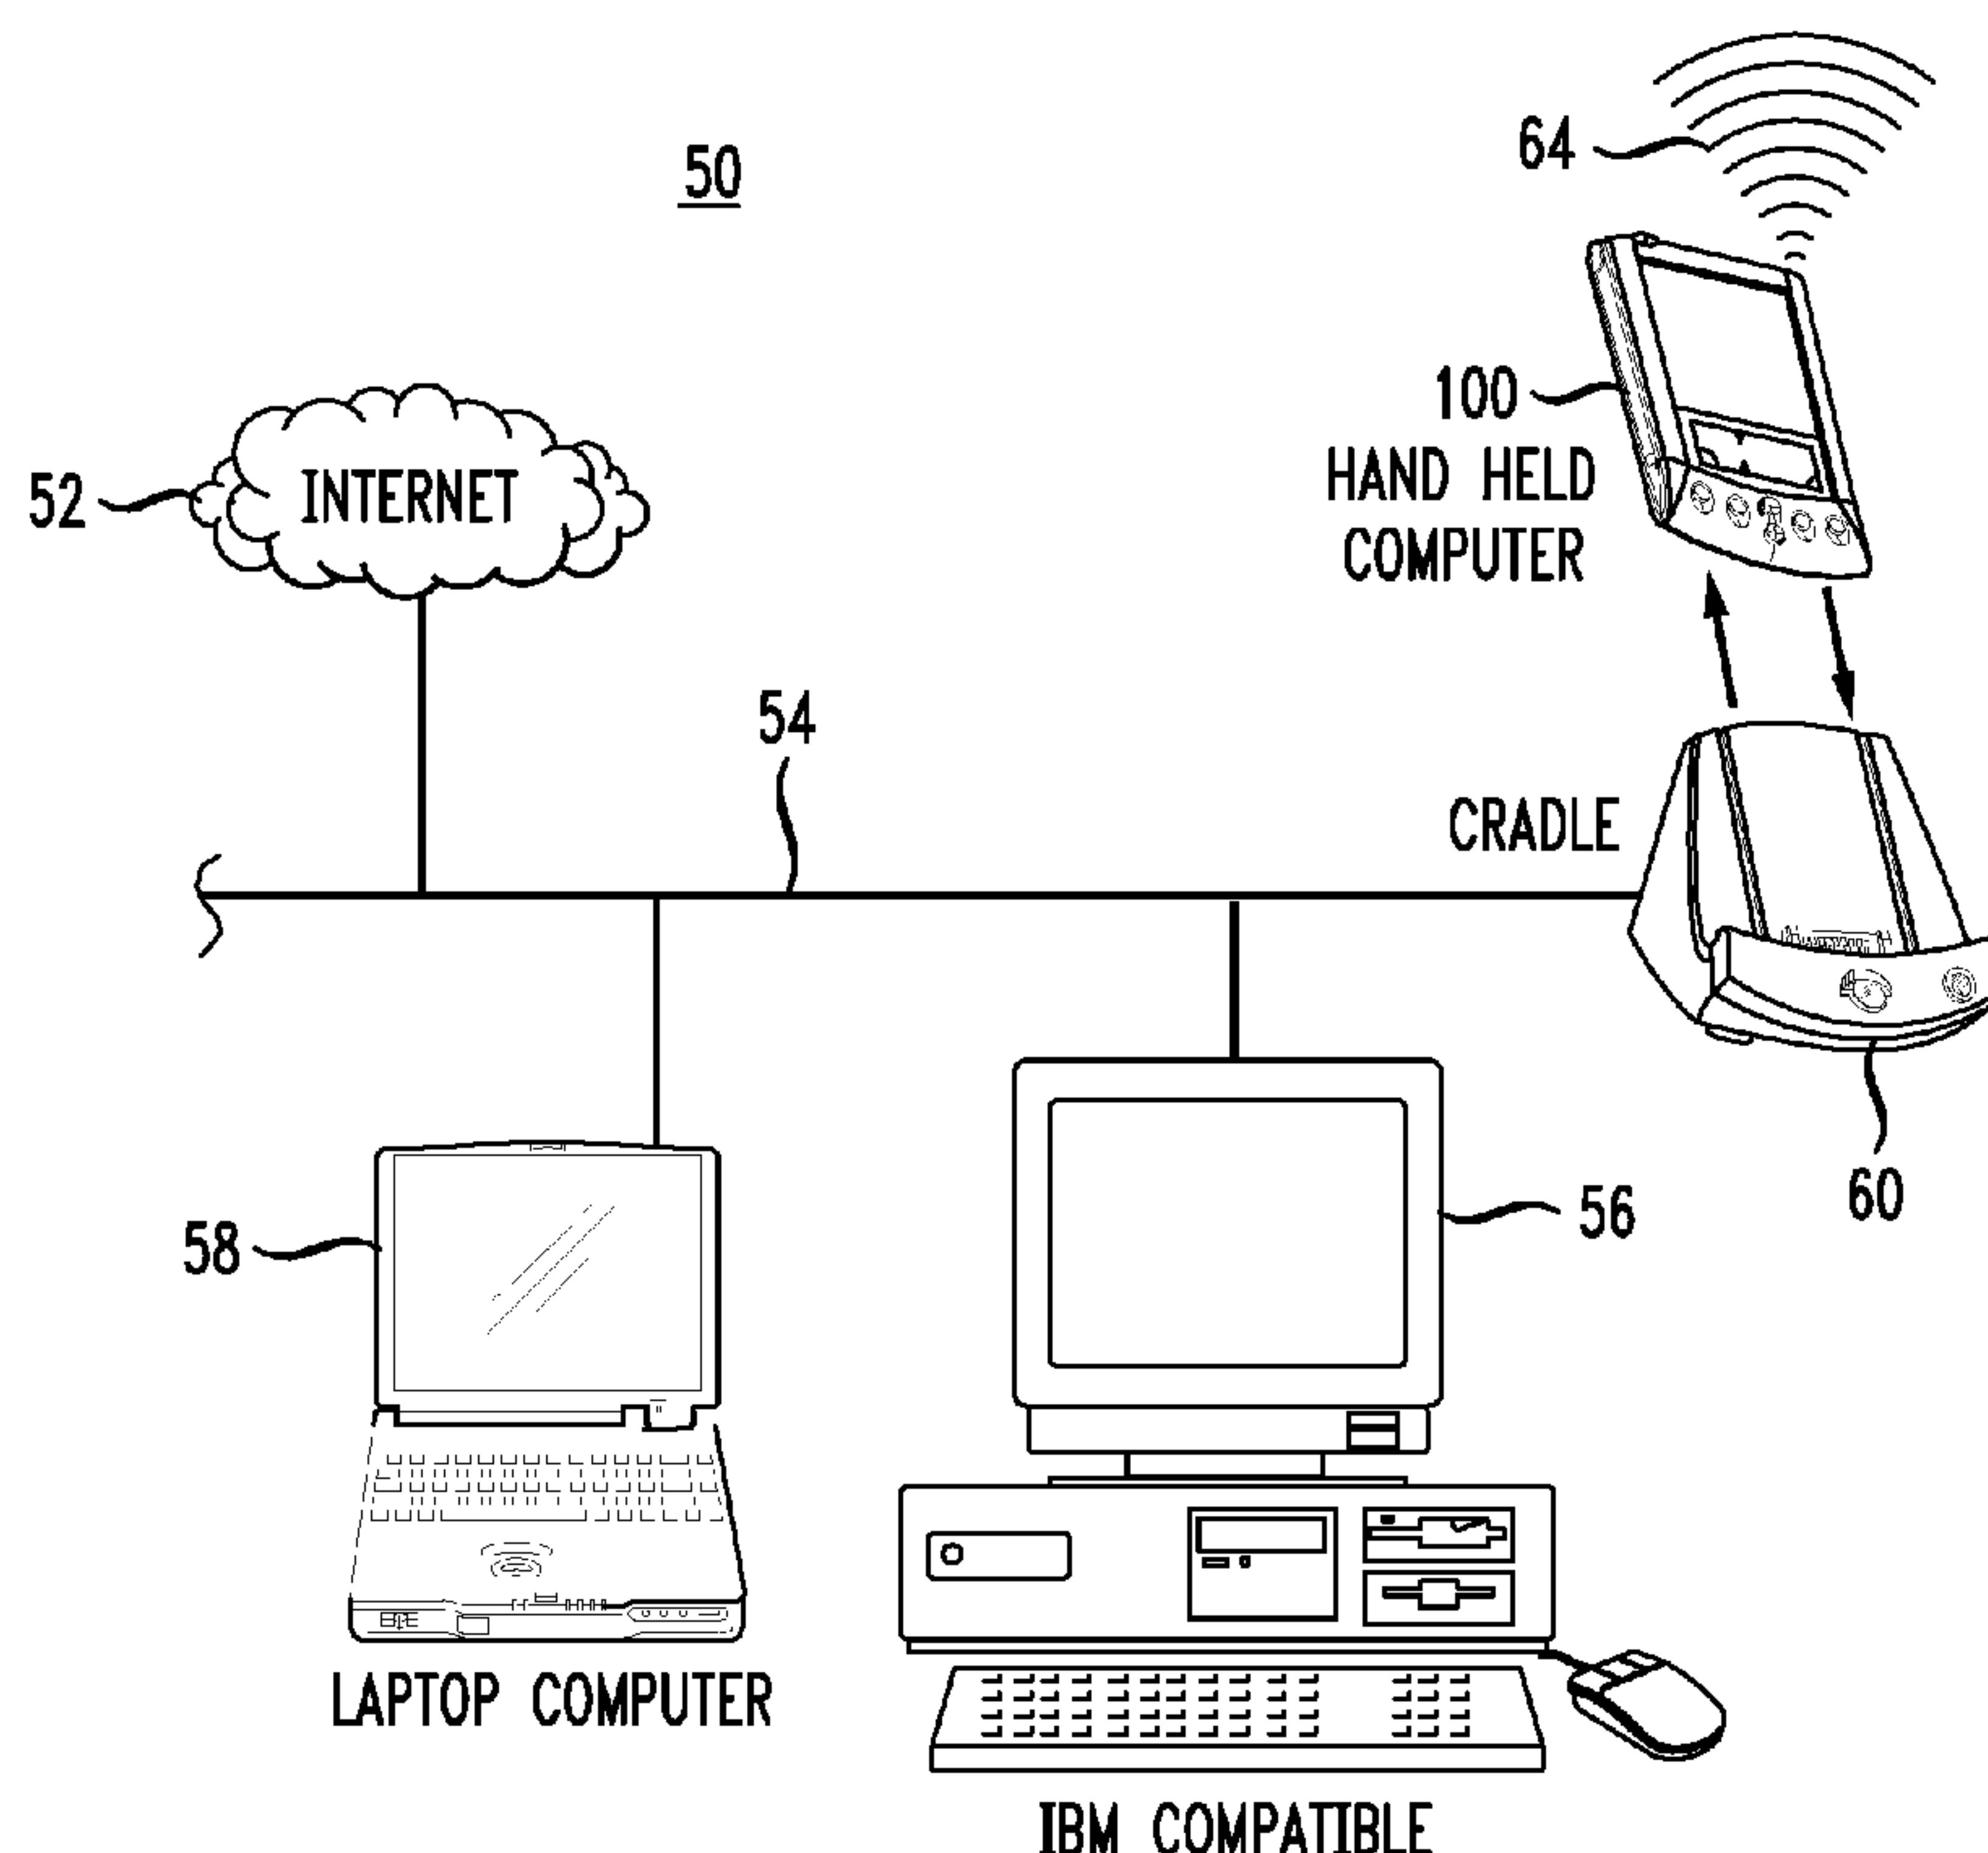 50
64
100
HAND HELD
COMPUTER
52
INTERNET
54
CRADLE
60
58
56
LAPTOP COMPUTER
IBM COMPATIBLE